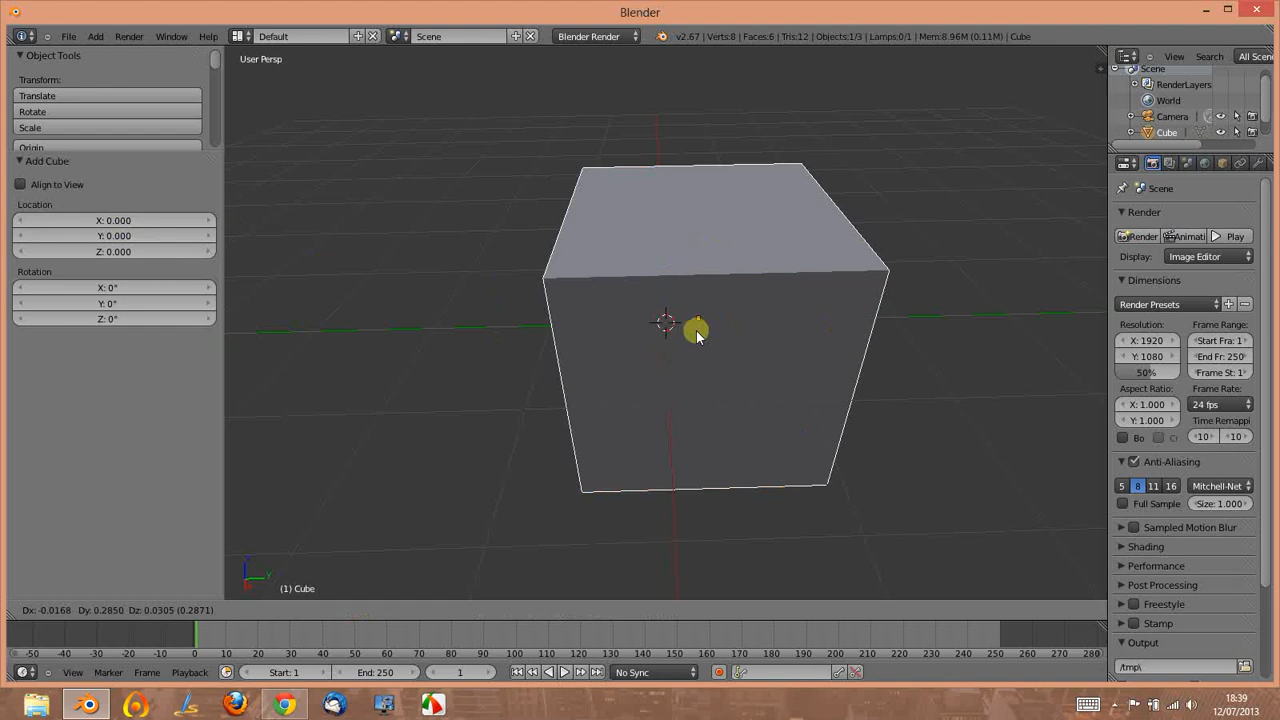 Blender
File Add Render Window Help Default Scene Blender Render v2.67 | Verts:8 | Faces:6 | Tris:12 | Objects:1/3 | Lamps:0/1 | Mem:8.96M (0.11M) | Cube
Object Tools
Transform:
Translate
Rotate
Scale
Origin
Add Cube
Align to View
Location
X: 0.000
Y: 0.000
Z: 0.000
Rotation
X: 0°
Y: 0°
Z: 0°
User Persp
(1) Cube
Z
Y
View Search All Scene
Scene
RenderLayers
World
Camera
Cube
Scene
Render
Render Animati Play
Display: Image Editor
Dimensions
Render Presets
Resolution: Frame Range:
X: 1920 Start Fra: 1
Y: 1080 End Fr: 250
50% Frame St: 1
Aspect Ratio: Frame Rate:
X: 1.000 24 fps
Y: 1.000 Time Remappi
Bo Cr 10 10
Anti-Aliasing
5 8 11 16 Mitchell-Net
Full Sample Size: 1.000
Sampled Motion Blur
Shading
Performance
Post Processing
Freestyle
Stamp
Output
/tmp\
Dx: -0.0168 Dy: 0.2850 Dz: 0.0305 (0.2871)
-50 -40 -30 -20 -10 0 10 20 30 40 50 60 70 80 90 100 110 120 130 140 150 160 170 180 190 200 210 220 230 240 250 260 270 280
View Marker Frame Playback Start: 1 End: 250 1 No Sync
18:39
12/07/2013